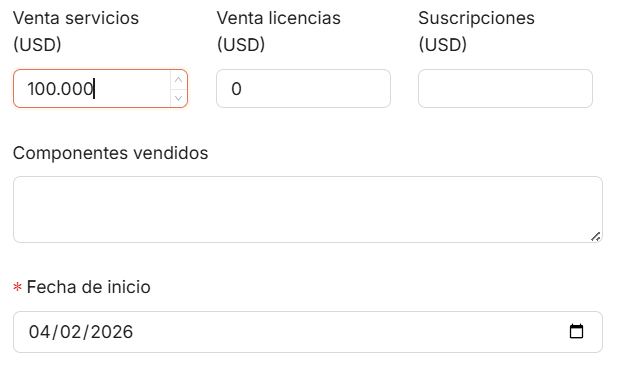 Venta servicios Venta licencias Suscripciones
(USD) (USD) (USD)
100.000 0
Componentes vendidos
* Fecha de inicio
04/02/2026